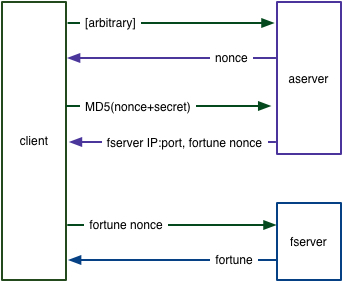 [arbitrary]
nonce
aserver
MD5(nonce+secret)
client
fserver IP:port, fortune nonce
fortune nonce
fserver
fortune